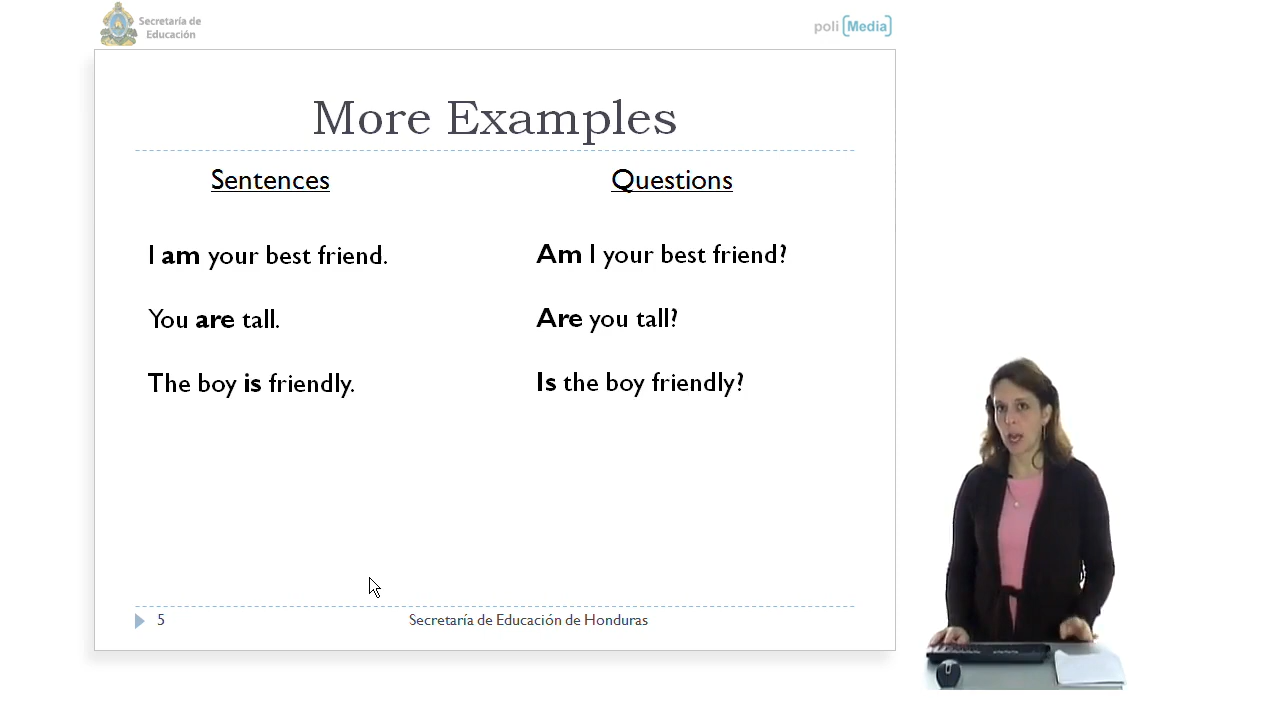 Secretaría de
Educación
poli[Media]
More Examples
Sentences
Questions
I am your best friend.
Am I your best friend?
You are tall.
Are you tall?
The boy is friendly.
Is the boy friendly?
5
Secretaría de Educación de Honduras